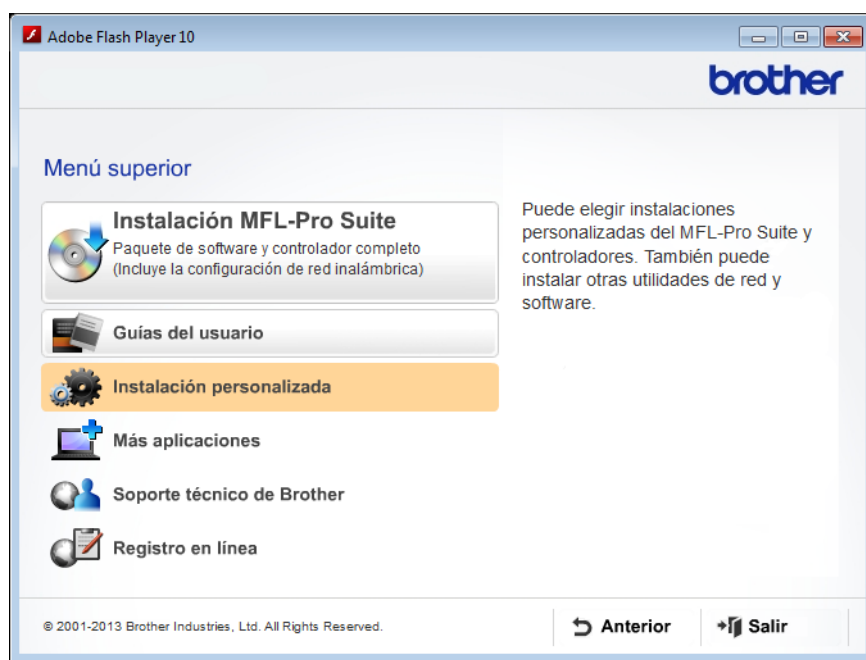 Adobe Flash Player 10
brother
Menú superior
Instalación MFL-Pro Suite
Paquete de software y controlador completo
(Incluye la configuración de red inalámbrica)
Guías del usuario
Instalación personalizada
Más aplicaciones
Soporte técnico de Brother
Registro en línea
Puede elegir instalaciones
personalizadas del MFL-Pro Suite y
controladores. También puede
instalar otras utilidades de red y
software.
© 2001-2013 Brother Industries, Ltd. All Rights Reserved.
Anterior
Salir